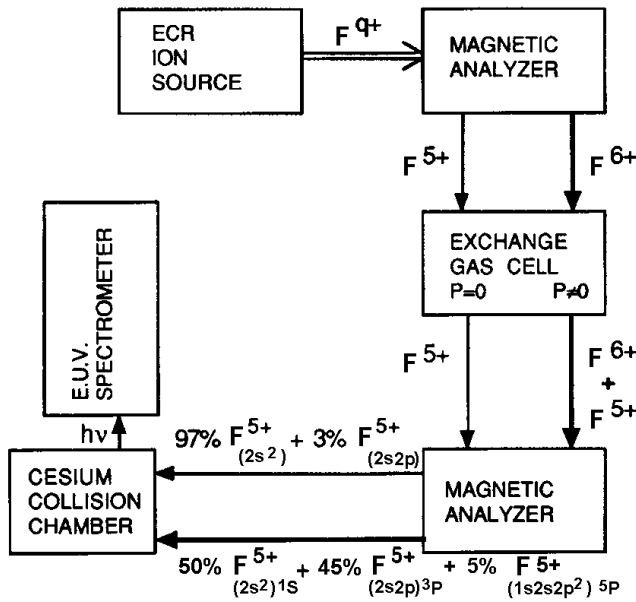 ECR
ION
SOURCE
F^q+
MAGNETIC
ANALYZER
F^5+ F^6+
EXCHANGE
GAS CELL
P=0 P≠0
F^5+ F^6+
+
F^5+
E.U.V.
SPECTROMETER
hν
97% F^5+ (2s²) + 3% F^5+ (2s2p)
CESIUM
COLLISION
CHAMBER
MAGNETIC
ANALYZER
50% F^5+ (2s2)^1S + 45% F^5+ (2s2p)^3P + 5% F^5+ (1s2s2p²) ^5P